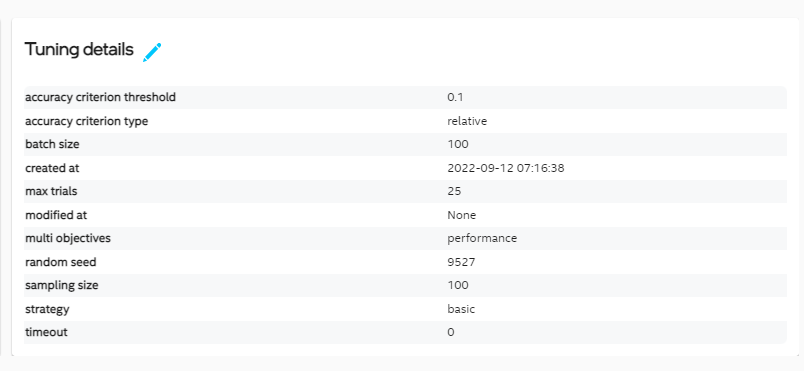 Tuning details
accuracy criterion threshold 0.1
accuracy criterion type relative
batch size 100
created at 2022-09-12 07:16:38
max trials 25
modified at None
multi objectives performance
random seed 9527
sampling size 100
strategy basic
timeout 0